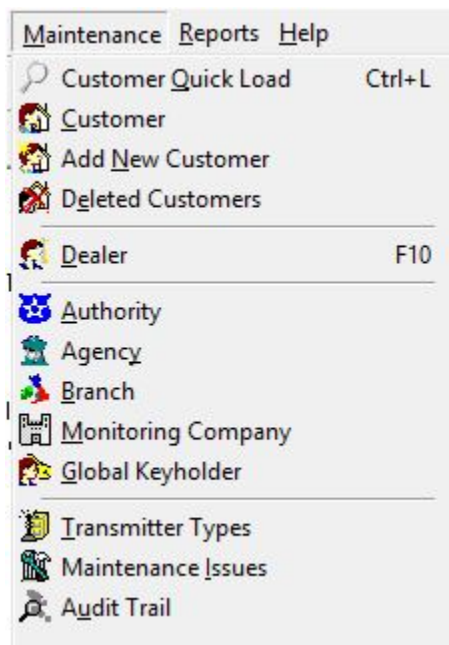 Maintenance Reports Help
Customer Quick Load Ctrl+L
Customer
Add New Customer
Deleted Customers
Dealer F10
Authority
Agency
Branch
Monitoring Company
Global Keyholder
Transmitter Types
Maintenance Issues
Audit Trail